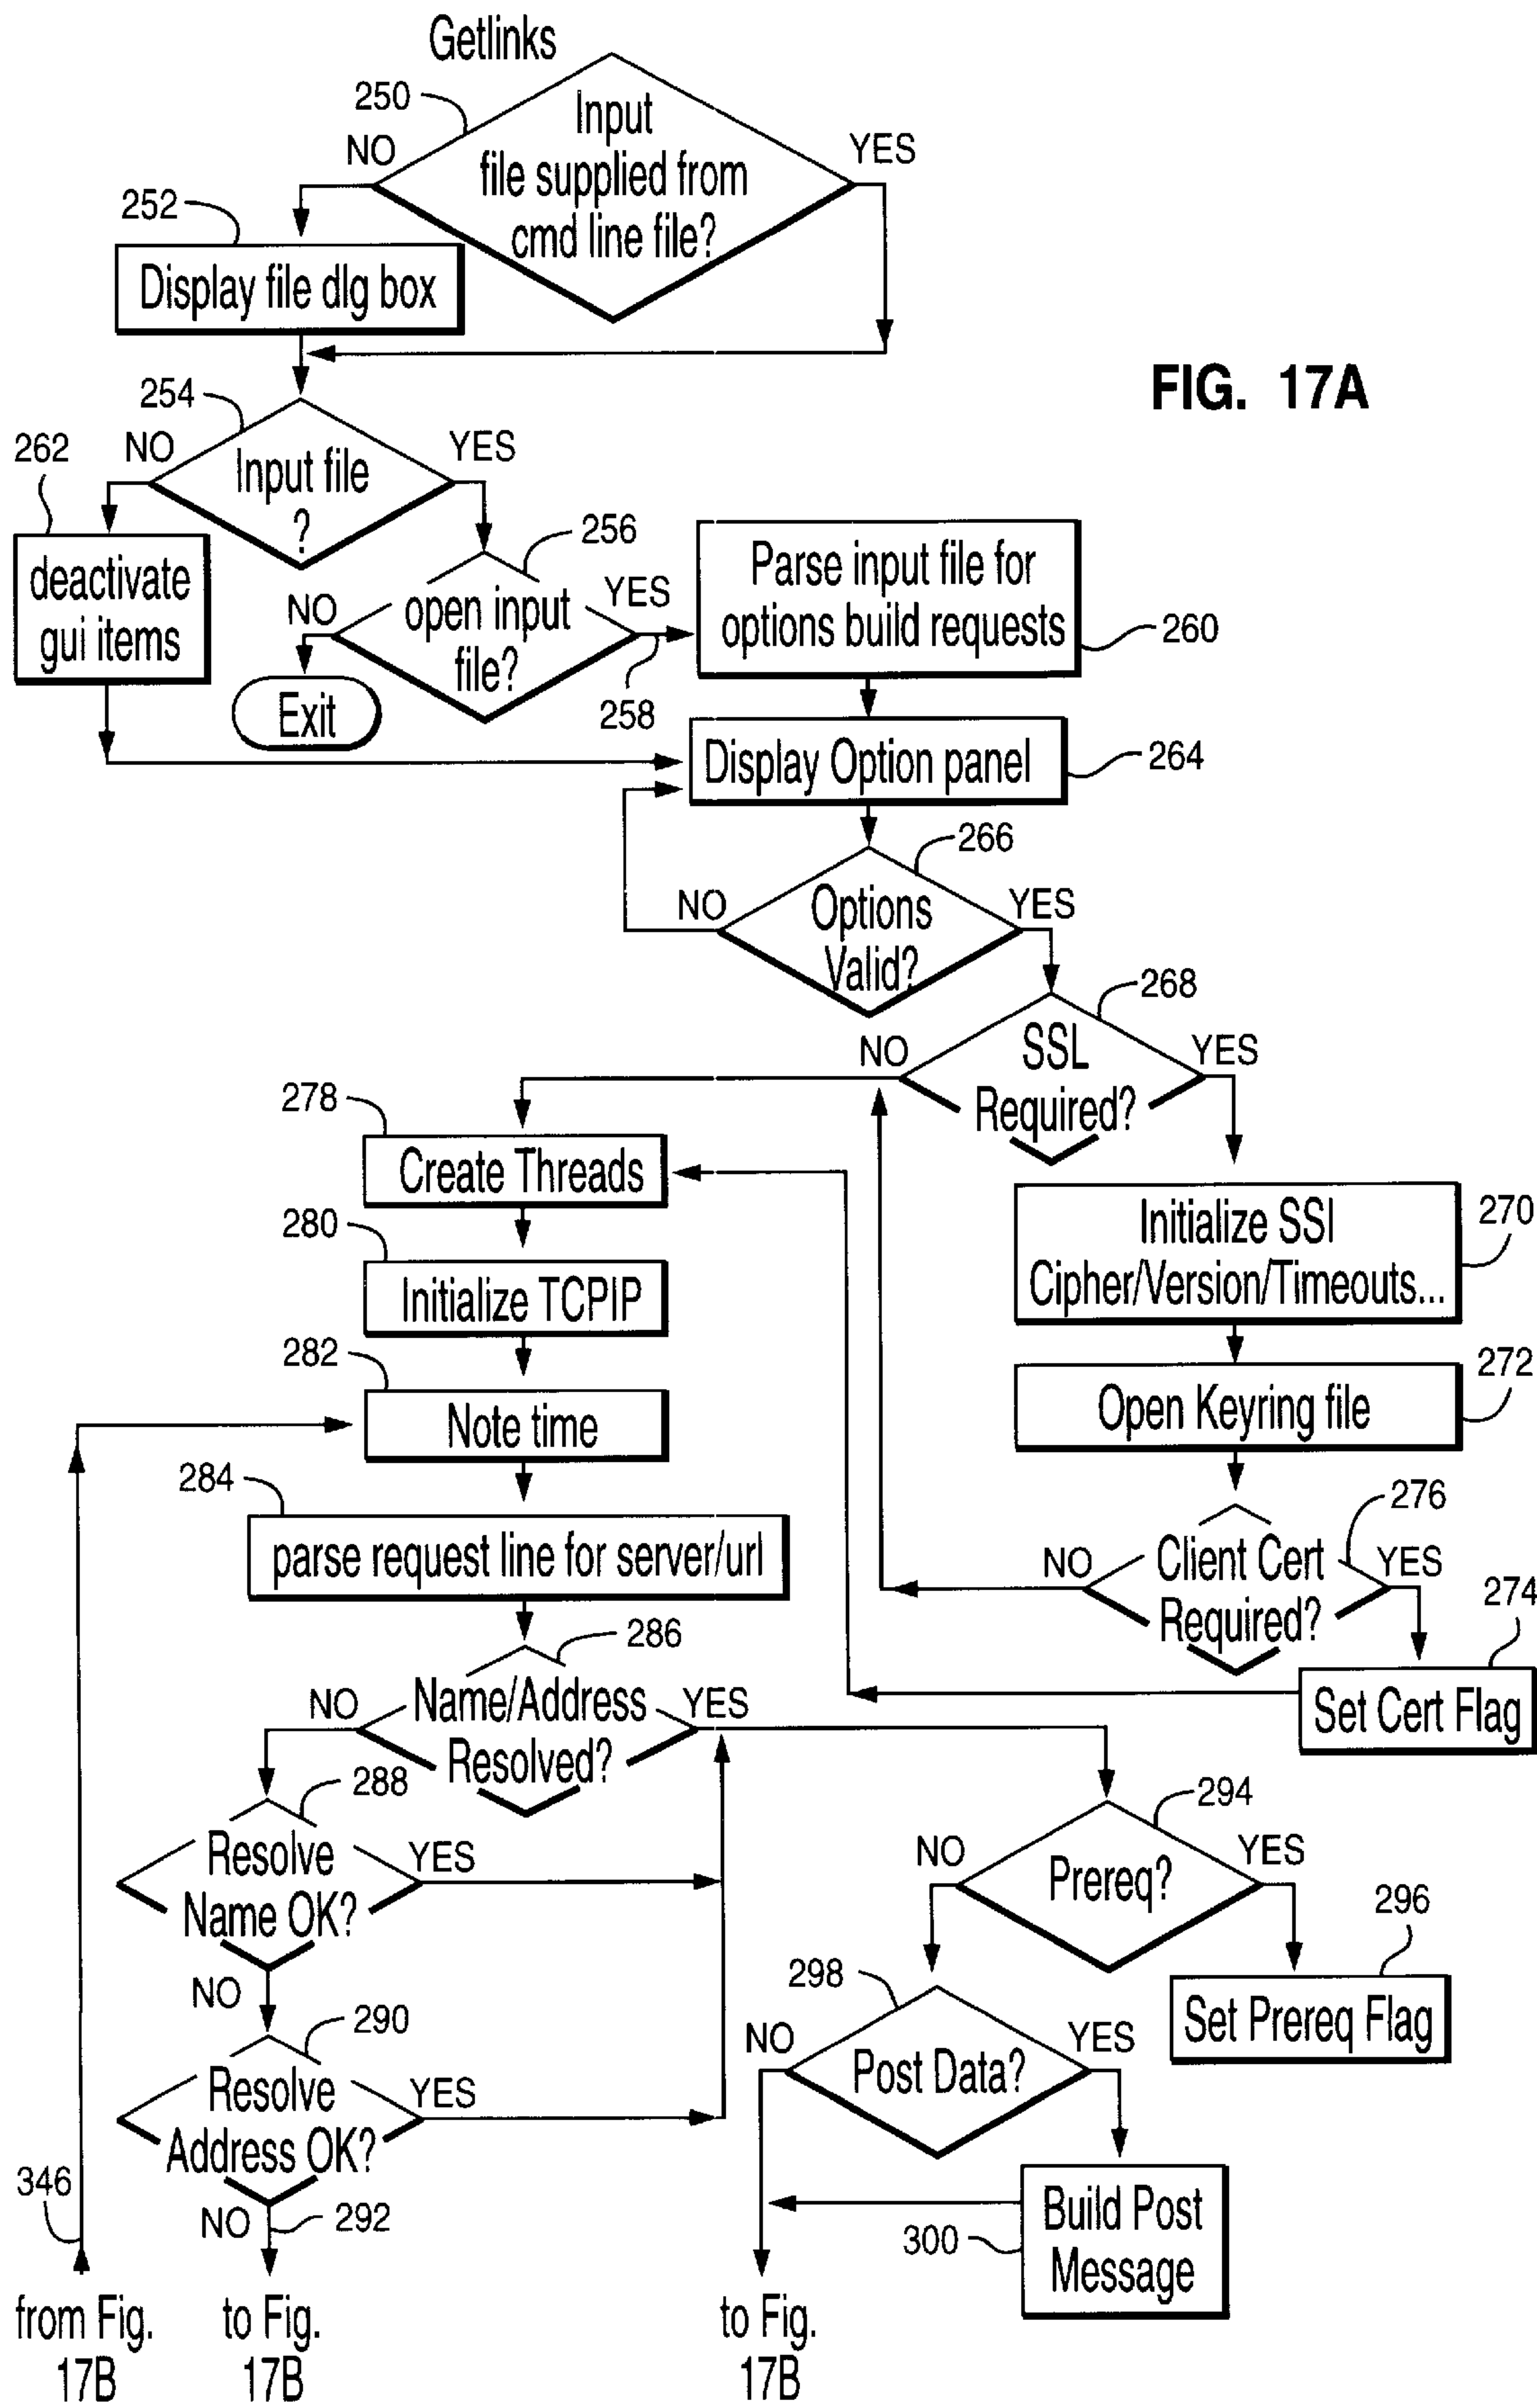 Getlinks
250
Input
file supplied from
cmd line file?
NO
YES
252
Display file dlg box
FIG. 17A
254
262
NO
YES
Input file
?
deactivate
gui items
256
NO
open input
file?
YES
258
Exit
Parse input file for
options build requests
260
Display Option panel
264
266
NO
Options
Valid?
YES
268
NO
SSL
Required?
YES
278
Create Threads
280
Initialize TCPIP
282
Note time
284
parse request line for server/url
Initialize SSI
Cipher/Version/Timeouts...
270
Open Keyring file
272
276
NO
Client Cert
Required?
YES
274
Set Cert Flag
286
NO
Name/Address
Resolved?
YES
288
Resolve
Name OK?
YES
NO
290
Resolve
Address OK?
YES
NO
292
346
294
NO
Prereq?
YES
296
Set Prereq Flag
298
NO
Post Data?
YES
Build Post
Message
300
from Fig.
17B
to Fig.
17B
to Fig.
17B